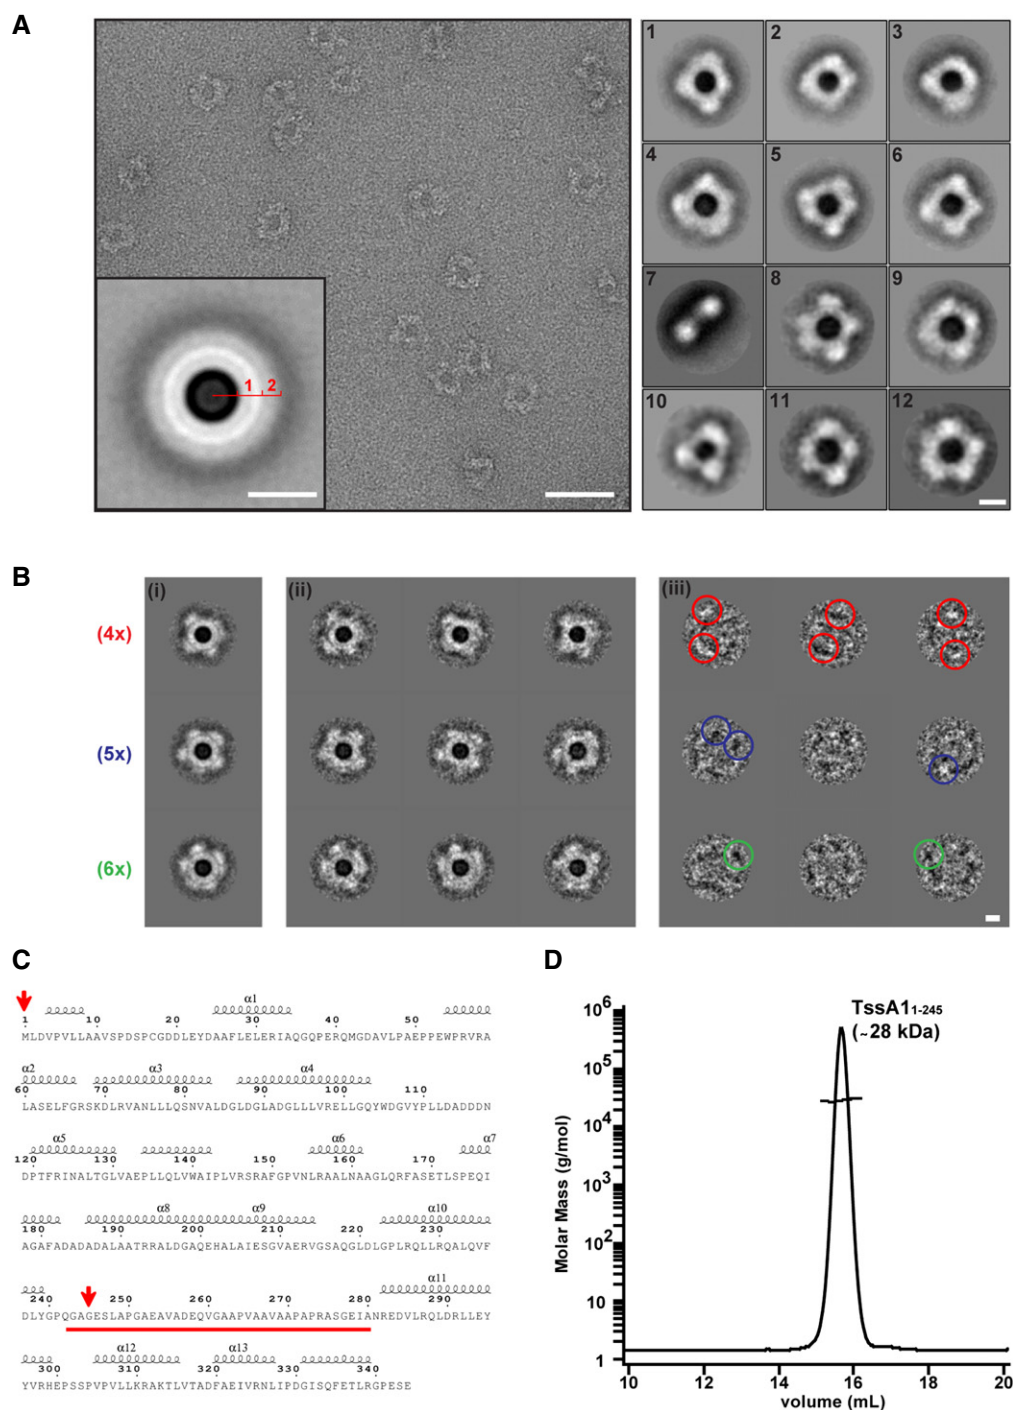 A
1 2
1 2 3
4 5 6
7 8 9
10 11 12
B
(i) (ii) (iii)
(4x)
(5x)
(6x)
C
α1
1 10 20 30 40 50
MLDVPVLLAAVSPDSPCGDDLEYDAAFLELERIAQGQPERQMGDAVLPAEPPEWPRVRA
α2 α3 α4
60 70 80 90 100 110
LASELFGRSKDLRVANLLLQSNVALDGLDGLADGLLLVRELLGQYWDGVYPLLDADDDN
α5 α6 α7
120 130 140 150 160 170
DPTFRINALTGLVAEPLLQLVWAIPLVRSRAFGPVNLRAALNAAGLQRFASETLSPEQI
α8 α9 α10
180 190 200 210 220 230
AGAFADADADALAATRRALDGAQEHALAIESGVAERVGSAQGLDLGPLRQLLRQALQVF
α11
240 250 260 270 280 290
DLYGPQGAGESLAPGAEAVADEQVGAAPVAAVAAPAPRASGEIANREDVLRQLDRLLEY
α12 α13
300 310 320 330 340
YVRHEPSSPVPVLLKRAKTLVTADFAEIVRNLIPDGISQFETLRGPESE
D
TssA1₁₋₂₄₅
(~28 kDa)
Molar Mass (g/mol)
10⁶
10⁵
10⁴
10³
10²
10
1
10 12 14 16 18 20
volume (mL)